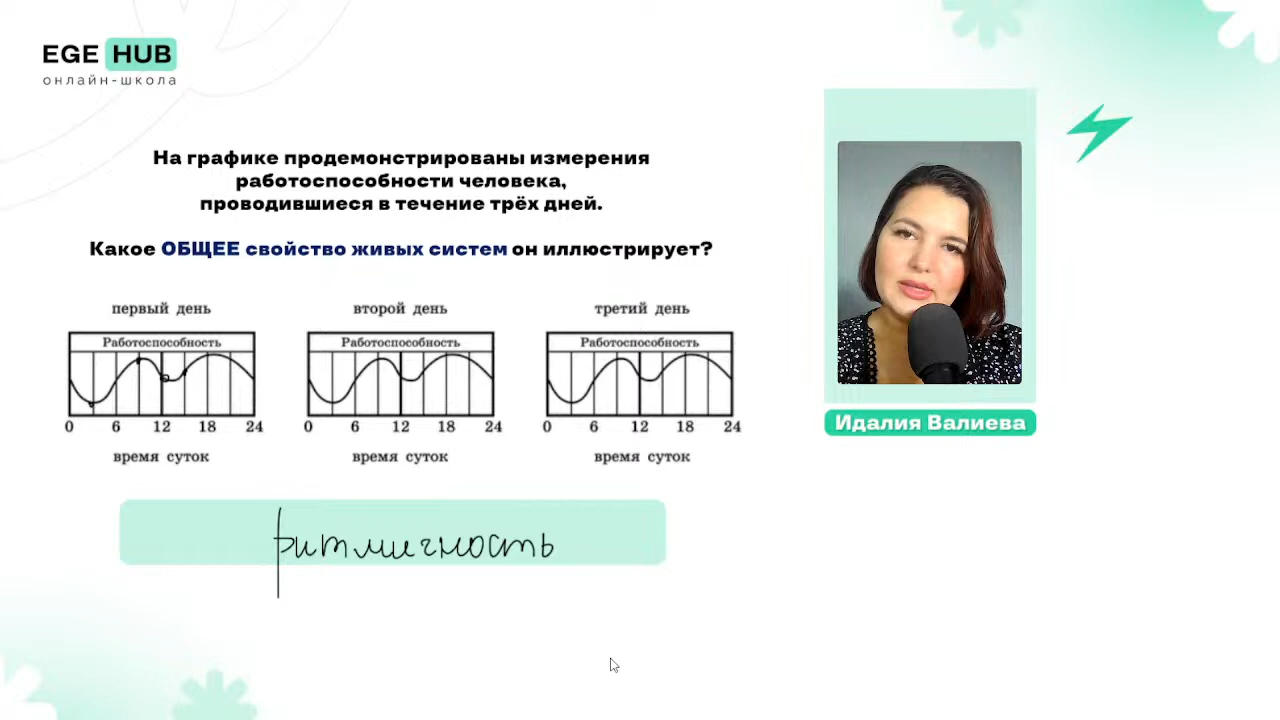 EGE HUB
онлайн-школа
На графике продемонстрированы измерения
работоспособности человека,
проводившиеся в течение трёх дней.
Какое ОБЩЕЕ свойство живых систем он иллюстрирует?
первый день
второй день
третий день
Работоспособность
Работоспособность
Работоспособность
0 6 12 18 24
0 6 12 18 24
0 6 12 18 24
время суток
время суток
время суток
Идалия Валиева
ритмичность